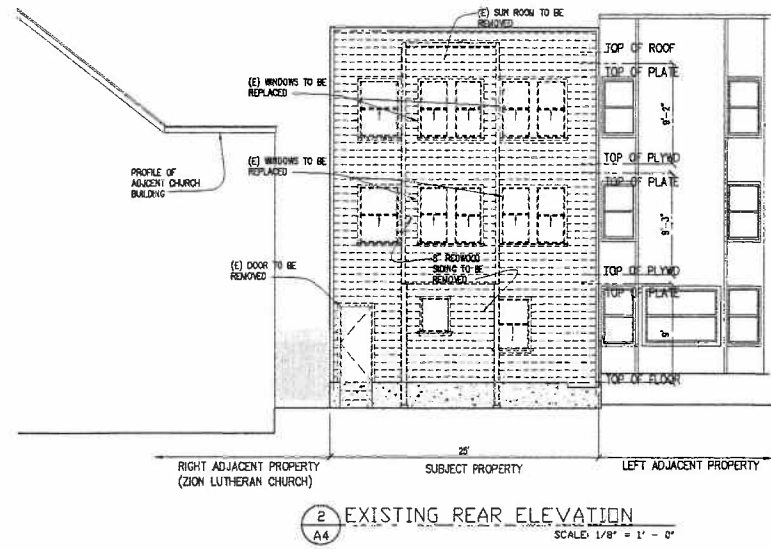 (E) SUM ROOM TO BE
REMOVED
TOP OF ROOF
TOP OF PLATE
(E) WINDOWS TO BE
REPLACED
9'-2"
TOP OF PLYWD
TOP OF PLATE
(E) WINDOWS TO BE
REPLACED
PROFILE OF
ADJCENT CHURCH
BUILDING
9'-3"
8" REDWOOD
SIDING TO BE
REMOVED
(E) DOOR TO BE
REMOVED
TOP OF PLYWD
TOP OF PLATE
9'
TOP OF FLOOR
25'
RIGHT ADJACENT PROPERTY
(ZION LUTHERAN CHURCH)
SUBJECT PROPERTY
LEFT ADJACENT PROPERTY
2
A4
EXISTING REAR ELEVATION
SCALE: 1/8" = 1' - 0"